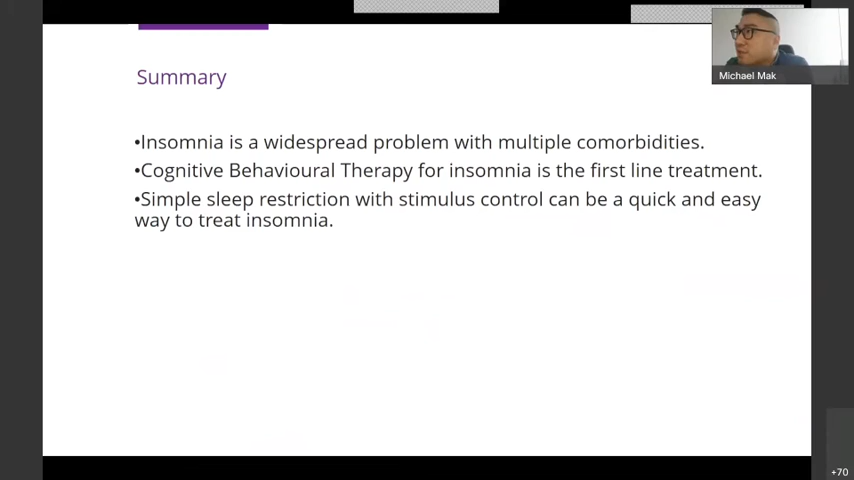 Michael Mak
Summary
•Insomnia is a widespread problem with multiple comorbidities.
•Cognitive Behavioural Therapy for insomnia is the first line treatment.
•Simple sleep restriction with stimulus control can be a quick and easy
way to treat insomnia.
+70